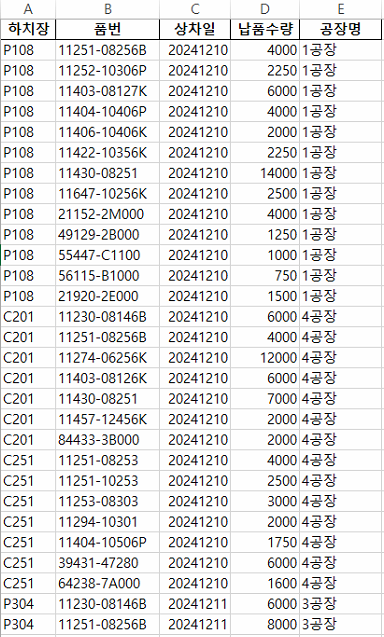 A B C D E
하치장 품번 상차일 납품수량 공장명
P108 11251-08256B 20241210 4000 1공장
P108 11252-10306P 20241210 2250 1공장
P108 11403-08127K 20241210 6000 1공장
P108 11404-10406P 20241210 4000 1공장
P108 11406-10406K 20241210 2000 1공장
P108 11422-10356K 20241210 2250 1공장
P108 11430-08251 20241210 14000 1공장
P108 11647-10256K 20241210 2500 1공장
P108 21152-2M000 20241210 4000 1공장
P108 49129-2B000 20241210 1250 1공장
P108 55447-C1100 20241210 1000 1공장
P108 56115-B1000 20241210 750 1공장
P108 21920-2E000 20241210 1500 1공장
C201 11230-08146B 20241210 6000 4공장
C201 11251-08256B 20241210 4000 4공장
C201 11274-06256K 20241210 12000 4공장
C201 11403-08126K 20241210 6000 4공장
C201 11430-08251 20241210 7000 4공장
C201 11457-12456K 20241210 2000 4공장
C201 84433-3B000 20241210 2000 4공장
C251 11251-08253 20241210 4000 4공장
C251 11251-10253 20241210 2500 4공장
C251 11253-08303 20241210 3000 4공장
C251 11294-10301 20241210 2000 4공장
C251 11404-10506P 20241210 1750 4공장
C251 39431-47280 20241210 6000 4공장
C251 64238-7A000 20241210 1600 4공장
P304 11230-08146B 20241211 6000 3공장
P304 11251-08256B 20241211 8000 3공장